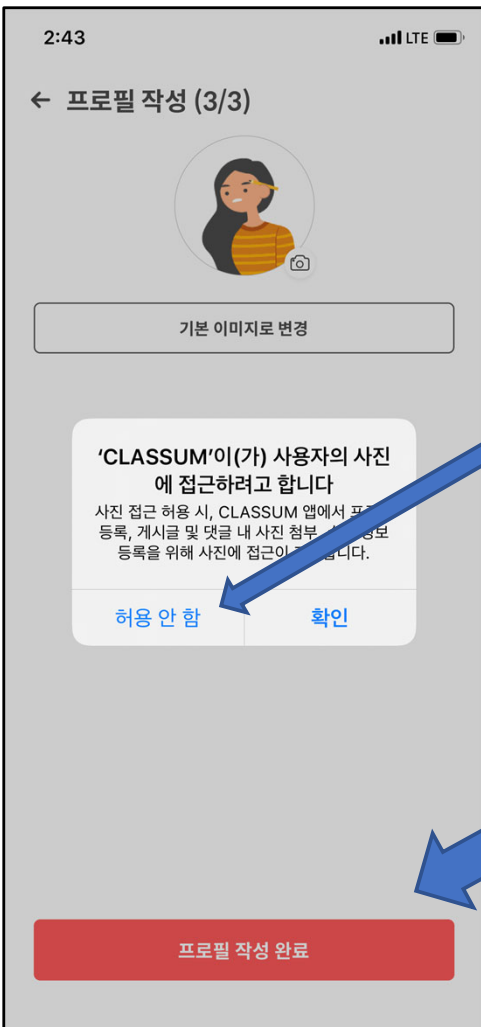 2:43 LTE
← 프로필 작성 (3/3)
기본 이미지로 변경
‘CLASSUM’이(가) 사용자의 사진
에 접근하려고 합니다
사진 접근 허용 시, CLASSUM 앱에서
등록, 게시글 및 댓글 내 사진 첨부,
등록을 위해 사진에 접근이
허용 안 함 확인
프로필 작성 완료